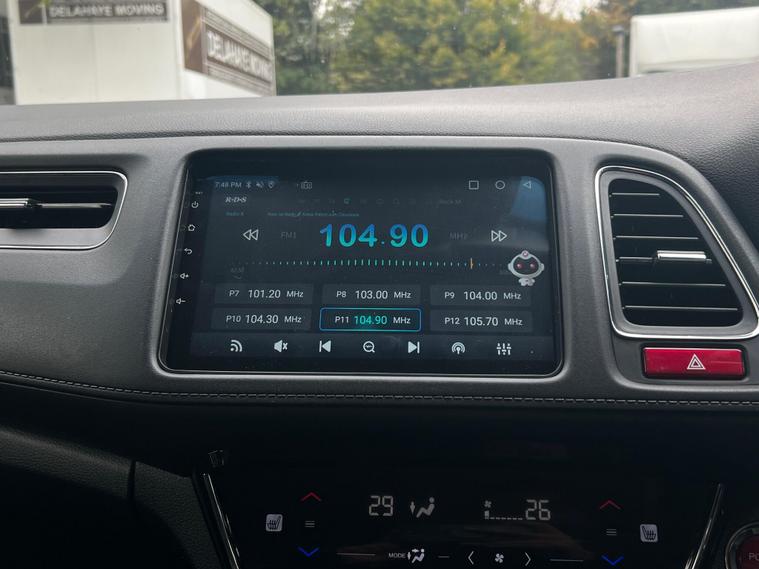 DELAHAYE MOVING
DELAHAYE MOVING
7:48 PM
R·D·S
Rock M
Radio X
FM1 104.90 MHz
P7 101.20 MHz
P8 103.00 MHz
P9 104.00 MHz
P10 104.30 MHz
P11 104.90 MHz
P12 105.70 MHz
29
26
MODE